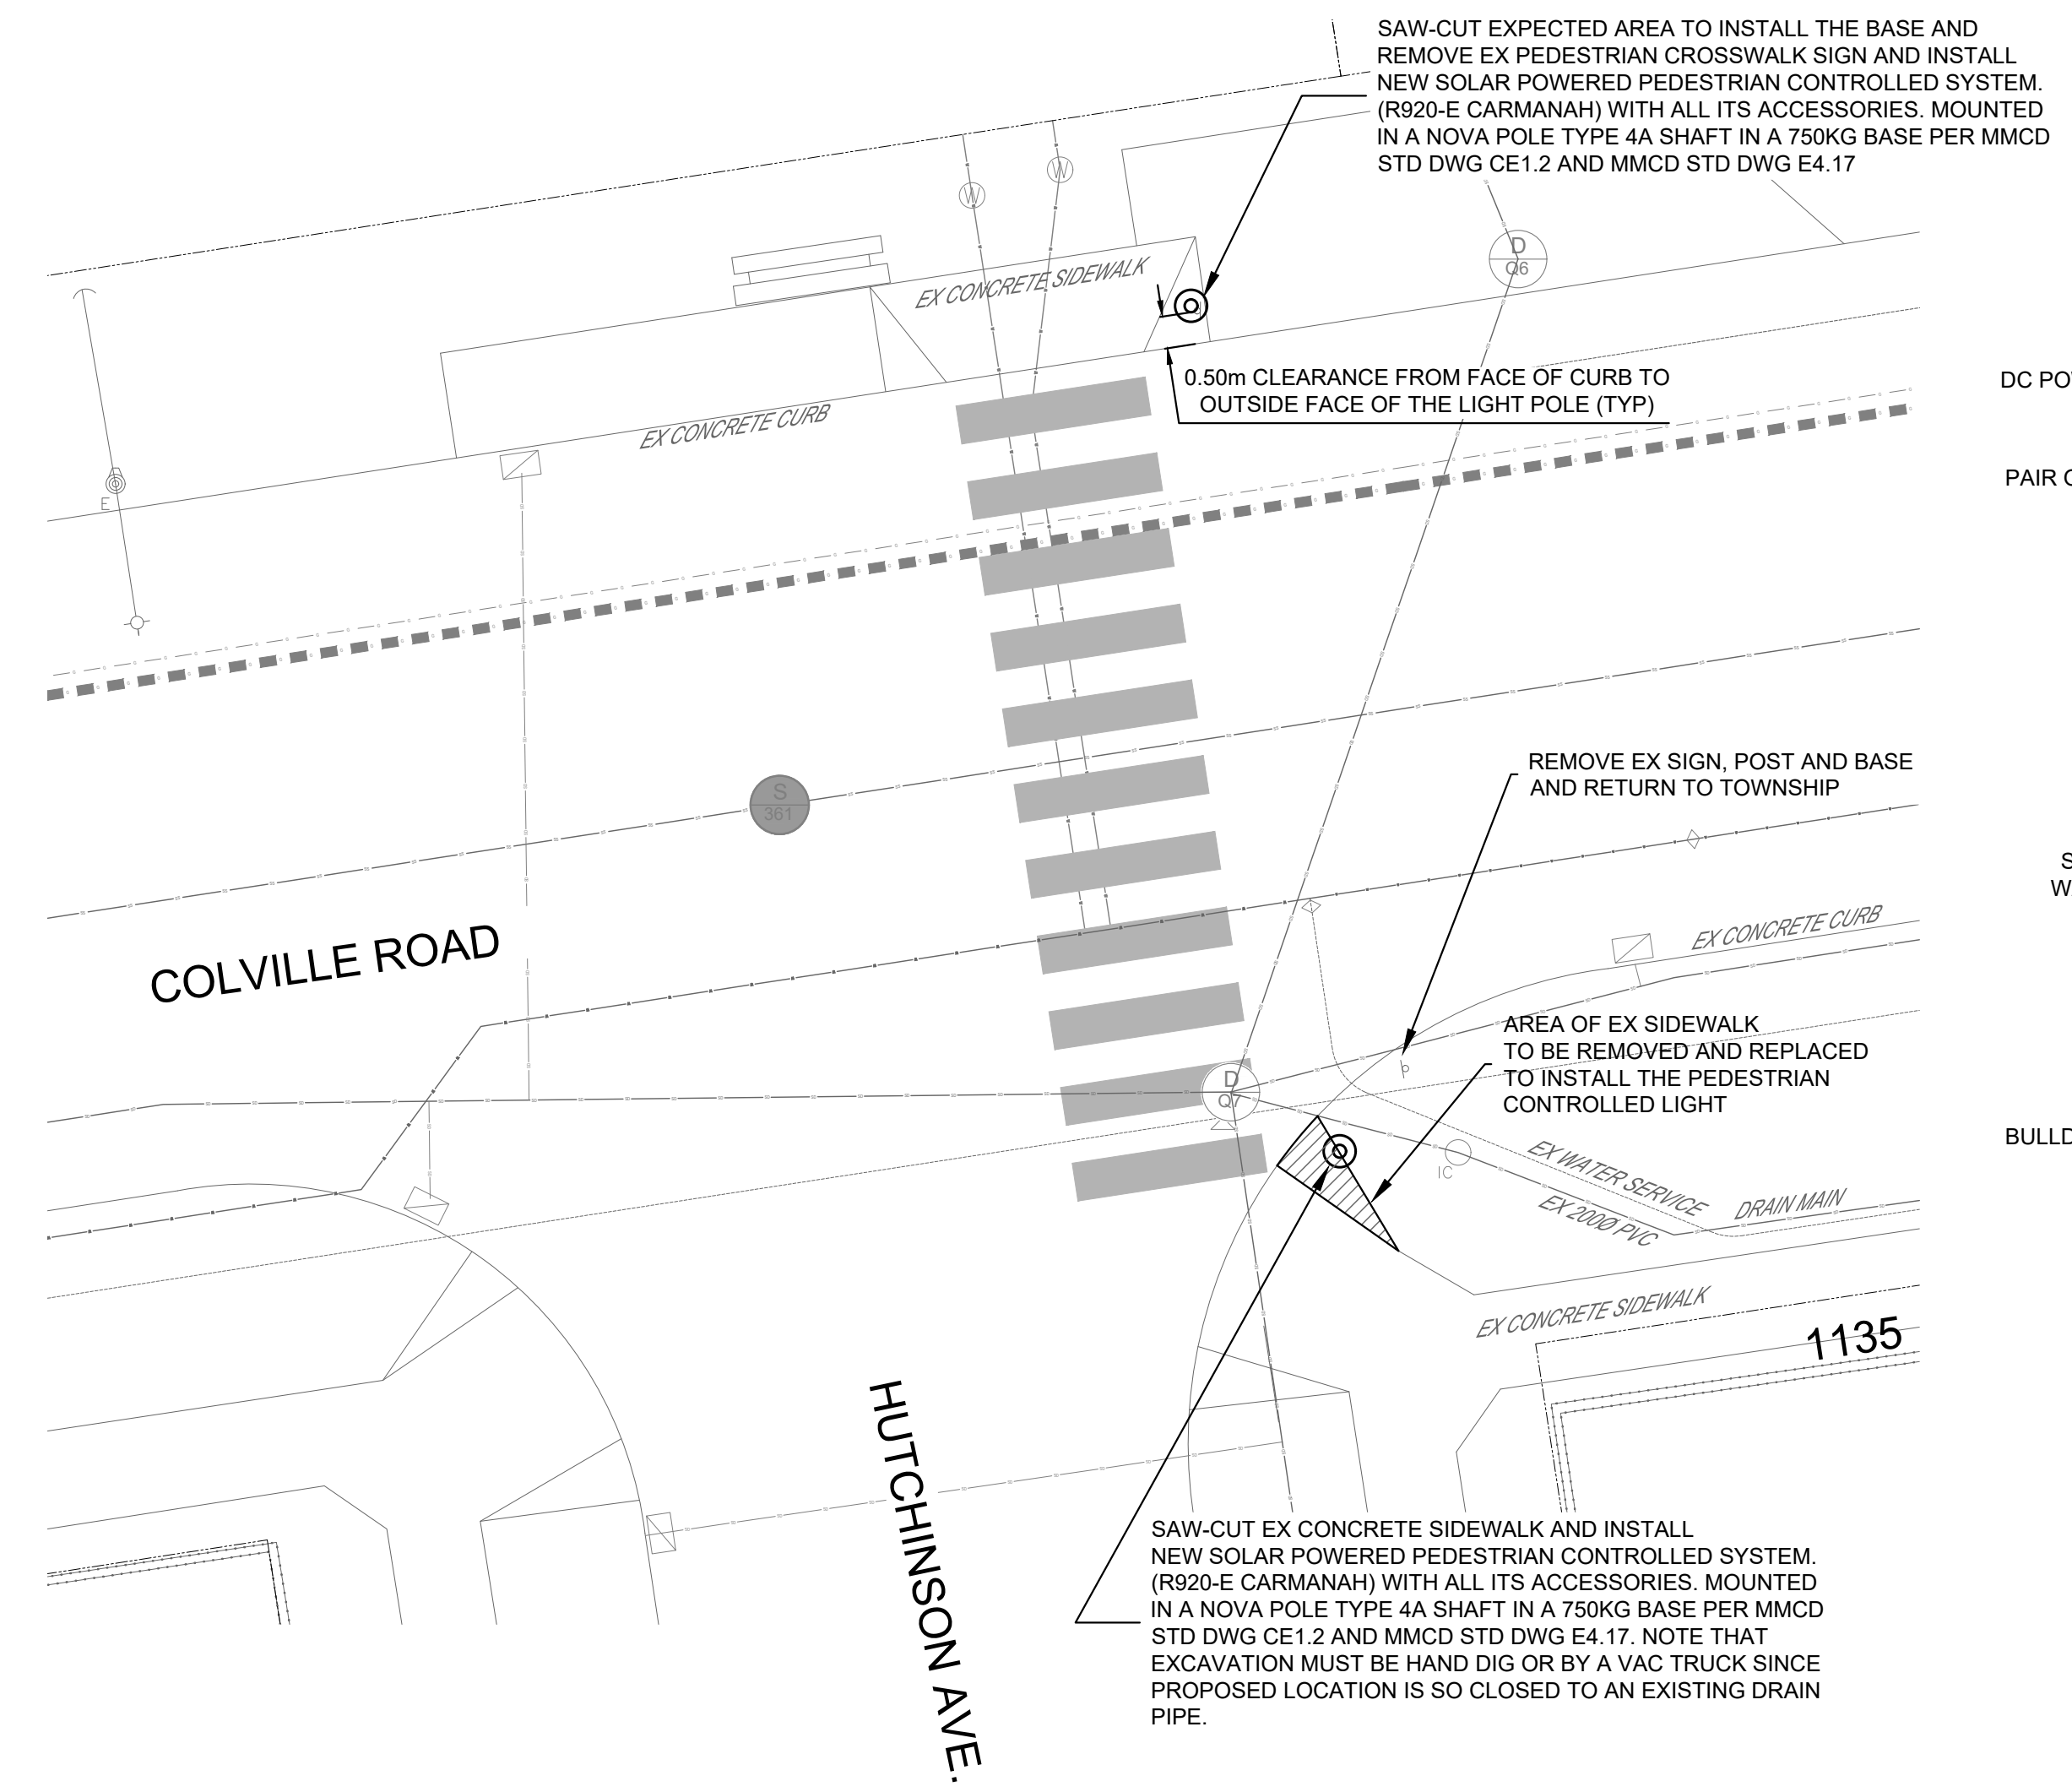 SAW-CUT EXPECTED AREA TO INSTALL THE BASE AND
REMOVE EX PEDESTRIAN CROSSWALK SIGN AND INSTALL
NEW SOLAR POWERED PEDESTRIAN CONTROLLED SYSTEM.
(R920-E CARMANAH) WITH ALL ITS ACCESSORIES. MOUNTED
IN A NOVA POLE TYPE 4A SHAFT IN A 750KG BASE PER MMCD
STD DWG CE1.2 AND MMCD STD DWG E4.17
W
W
D
Q6
EX CONCRETE SIDEWALK
0.50m CLEARANCE FROM FACE OF CURB TO
OUTSIDE FACE OF THE LIGHT POLE (TYP)
DC PO
EX CONCRETE CURB
PAIR
E
REMOVE EX SIGN, POST AND BASE
AND RETURN TO TOWNSHIP
S
361
S
W
COLVILLE ROAD
EX CONCRETE CURB
AREA OF EX SIDEWALK
TO BE REMOVED AND REPLACED
TO INSTALL THE PEDESTRIAN
CONTROLLED LIGHT
D
Q7
BULLD
IC
EX WATER SERVICE
EX 200Ø PVC
DRAIN MAIN
EX CONCRETE SIDEWALK
1135
HUTCHINSON AVE.
SAW-CUT EX CONCRETE SIDEWALK AND INSTALL
NEW SOLAR POWERED PEDESTRIAN CONTROLLED SYSTEM.
(R920-E CARMANAH) WITH ALL ITS ACCESSORIES. MOUNTED
IN A NOVA POLE TYPE 4A SHAFT IN A 750KG BASE PER MMCD
STD DWG CE1.2 AND MMCD STD DWG E4.17. NOTE THAT
EXCAVATION MUST BE HAND DIG OR BY A VAC TRUCK SINCE
PROPOSED LOCATION IS SO CLOSED TO AN EXISTING DRAIN
PIPE.